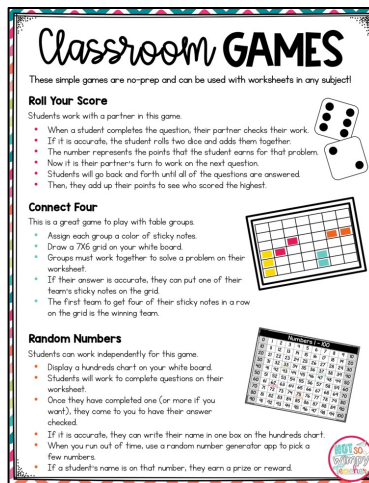 Classroom GAMES
These simple games are no-prep and can be used with worksheets in any subject!
Roll Your Score
Students work with a partner in this game.
When a student completes the question, their partner checks their work.
If it is accurate, the student rolls two dice and adds them together.
The number represents the points that the student earns for that problem.
Now it is their partner's turn to work on the next question.
Students will go back and forth until all of the questions are answered.
Then, they add up their points to see who scored the highest.
Connect Four
This is a great game to play with table groups.
Assign each group a color of sticky notes.
Draw a 7X6 grid on your white board.
Groups must work together to solve a problem on their
worksheet.
If their answer is accurate, they can put one of their
team's sticky notes on the grid.
The first team to get four of their sticky notes in a row
on the grid is the winning team.
Random Numbers
Students can work independently for this game.
Display a hundreds chart on your white board.
Students will work to complete questions on their
worksheet.
Once they have completed one (or more if you
want), they come to you to have their answer
checked.
If it is accurate, they can write their name in one box on the hundreds chart.
When you run out of time, use a random number generator app to pick a
few numbers.
If a student's name is on that number, they earn a prize or reward.
Numbers 1 - 100
NOT SO
Wimpy
Teacher